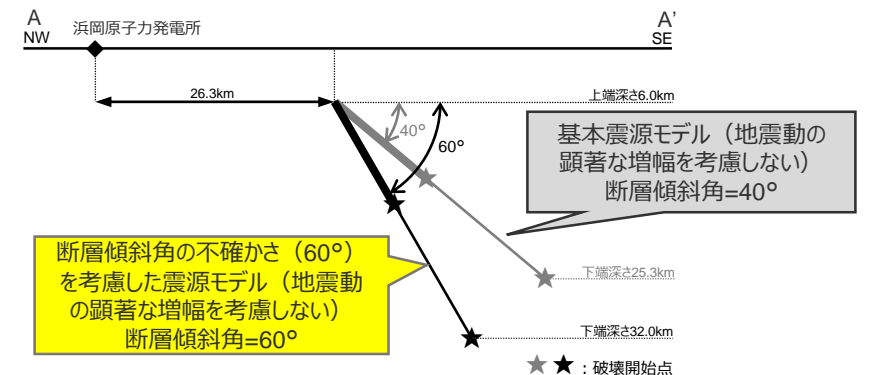 A
NW
浜岡原子力発電所
A'
SE
26.3km
上端深さ6.0km
40°
60°
基本震源モデル（地震動の
顕著な増幅を考慮しない）
断層傾斜角=40°
断層傾斜角の不確かさ（60°）
を考慮した震源モデル（地震動
の顕著な増幅を考慮しない）
断層傾斜角=60°
下端深さ25.3km
下端深さ32.0km
★ ★ ：破壊開始点